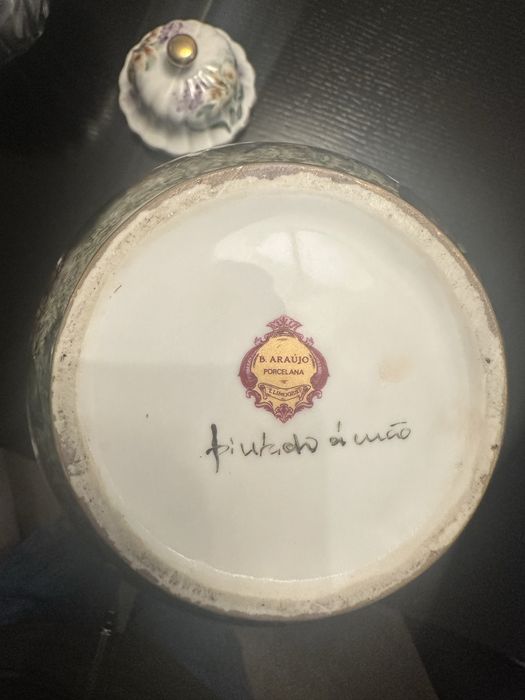 B. ARAÚJO
PORCELANA
pintado á mão